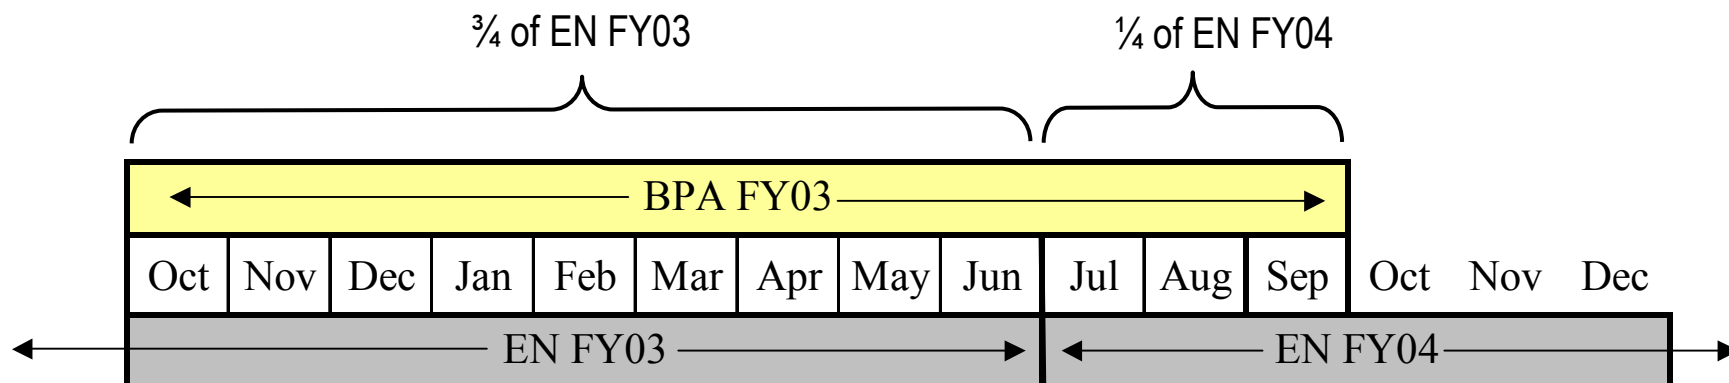 ¾ of EN FY03 ¼ of EN FY04
BPA FY03
Oct Nov Dec Jan Feb Mar Apr May Jun Jul Aug Sep Oct Nov Dec
EN FY03 EN FY04